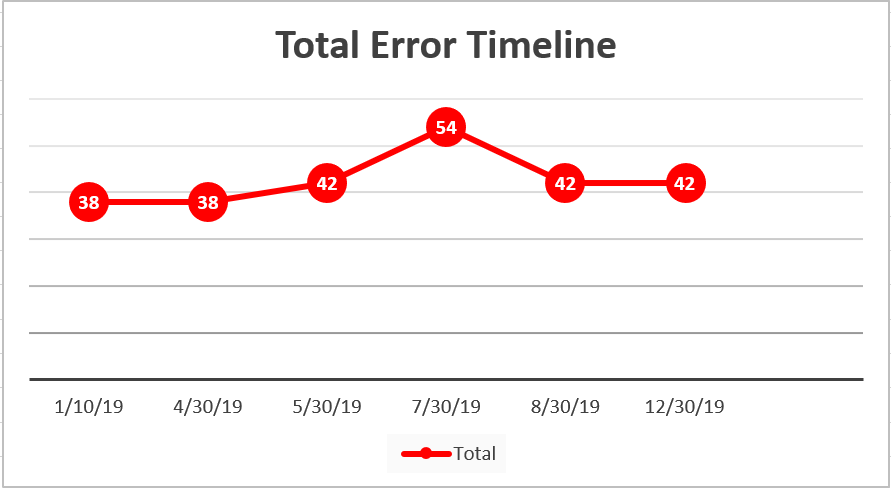 Total Error Timeline
54
42 42 42
38 38
1/10/19 4/30/19 5/30/19 7/30/19 8/30/19 12/30/19
Total